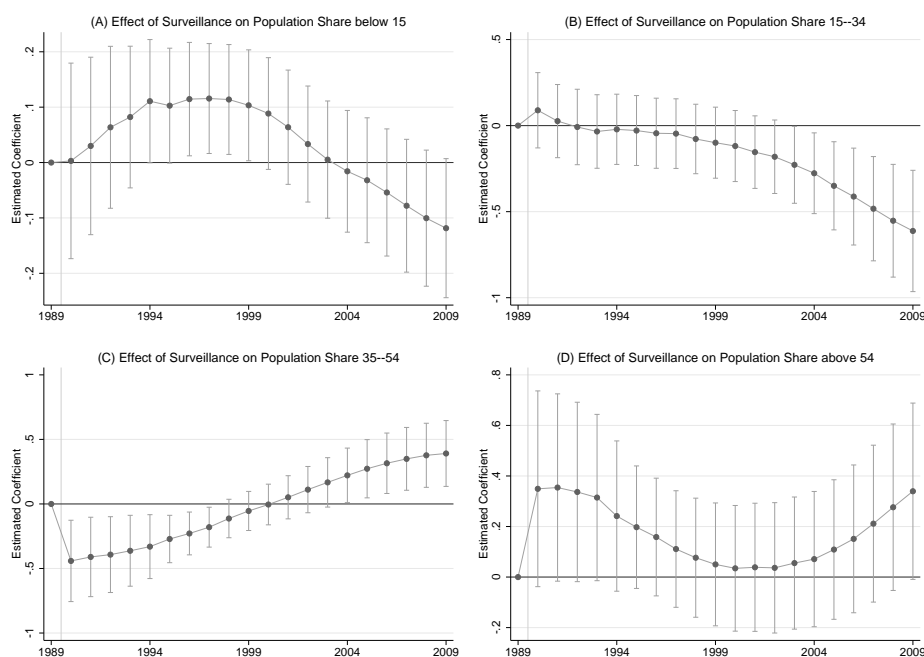 (A) Effect of Surveillance on Population Share below 15
Estimated Coefficient
.2
.1
0
-.1
-.2
1989 1994 1999 2004 2009
(B) Effect of Surveillance on Population Share 15--34
Estimated Coefficient
.5
0
-.5
-1
1989 1994 1999 2004 2009
(C) Effect of Surveillance on Population Share 35--54
Estimated Coefficient
1
.5
0
-.5
-1
1989 1994 1999 2004 2009
(D) Effect of Surveillance on Population Share above 54
Estimated Coefficient
.8
.6
.4
.2
0
-.2
1989 1994 1999 2004 2009